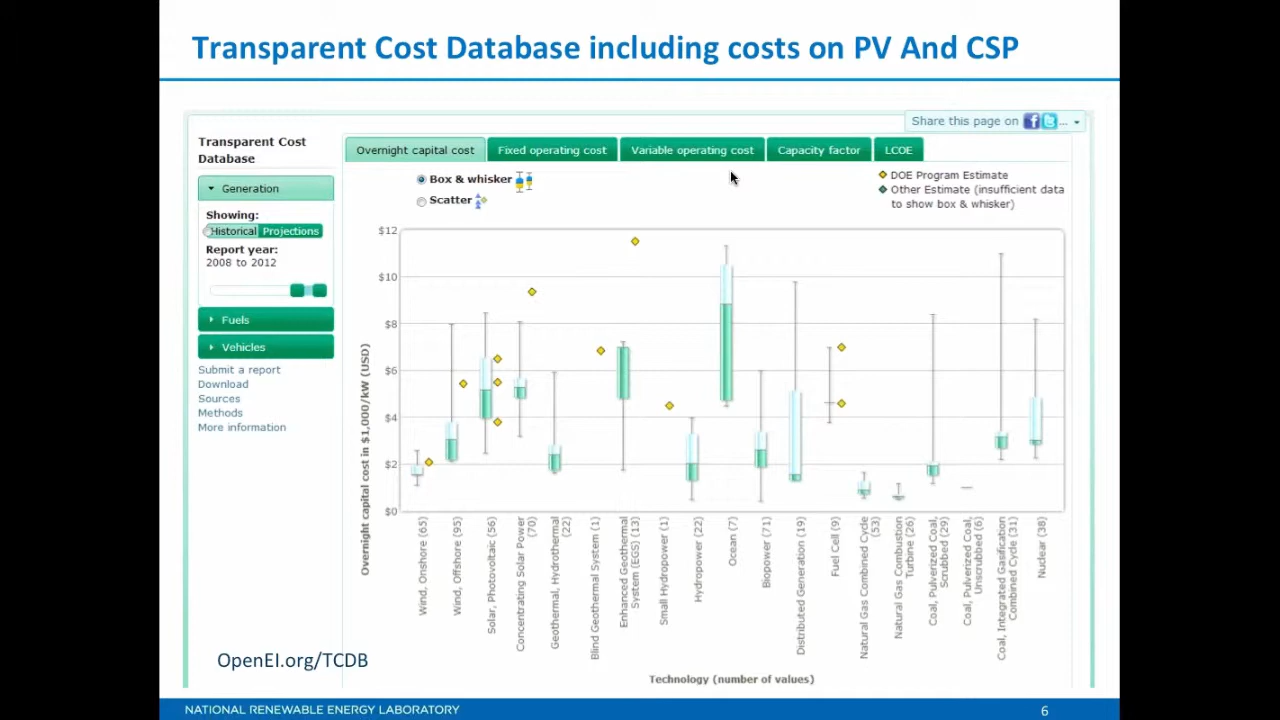 Transparent Cost Database including costs on PV And CSP
Share this page on
...
Transparent Cost
Database
Generation
Showing:
Historical Projections
Report year:
2008 to 2012
Fuels
Vehicles
Submit a report
Download
Sources
Methods
More information
Overnight capital cost
Fixed operating cost
Variable operating cost
Capacity factor
LCOE
Box & whisker
Scatter
DOE Program Estimate
Other Estimate (insufficient data
to show box & whisker)
Overnight capital cost in $1,000/kW (USD)
$12
$10
$8
$6
$4
$2
$0
Wind, Onshore (65)
Wind, Offshore (95)
Solar, Photovoltaic (56)
Concentrating Solar Power
(70)
Geothermal, Hydrothermal
(22)
Blind Geothermal System (1)
Enhanced Geothermal
System (EGS) (13)
Small Hydropower (1)
Hydropower (22)
Ocean (7)
Biopower (71)
Distributed Generation (19)
Fuel Cell (9)
Natural Gas Combined Cycle
(53)
Natural Gas Combustion
Turbine (26)
Coal, Pulverized Coal,
Scrubbed (29)
Coal, Pulverized Coal,
Unscrubbed (6)
Coal, Integrated Gasification
Combined Cycle (31)
Nuclear (38)
Technology (number of values)
OpenEI.org/TCDB
NATIONAL RENEWABLE ENERGY LABORATORY
6